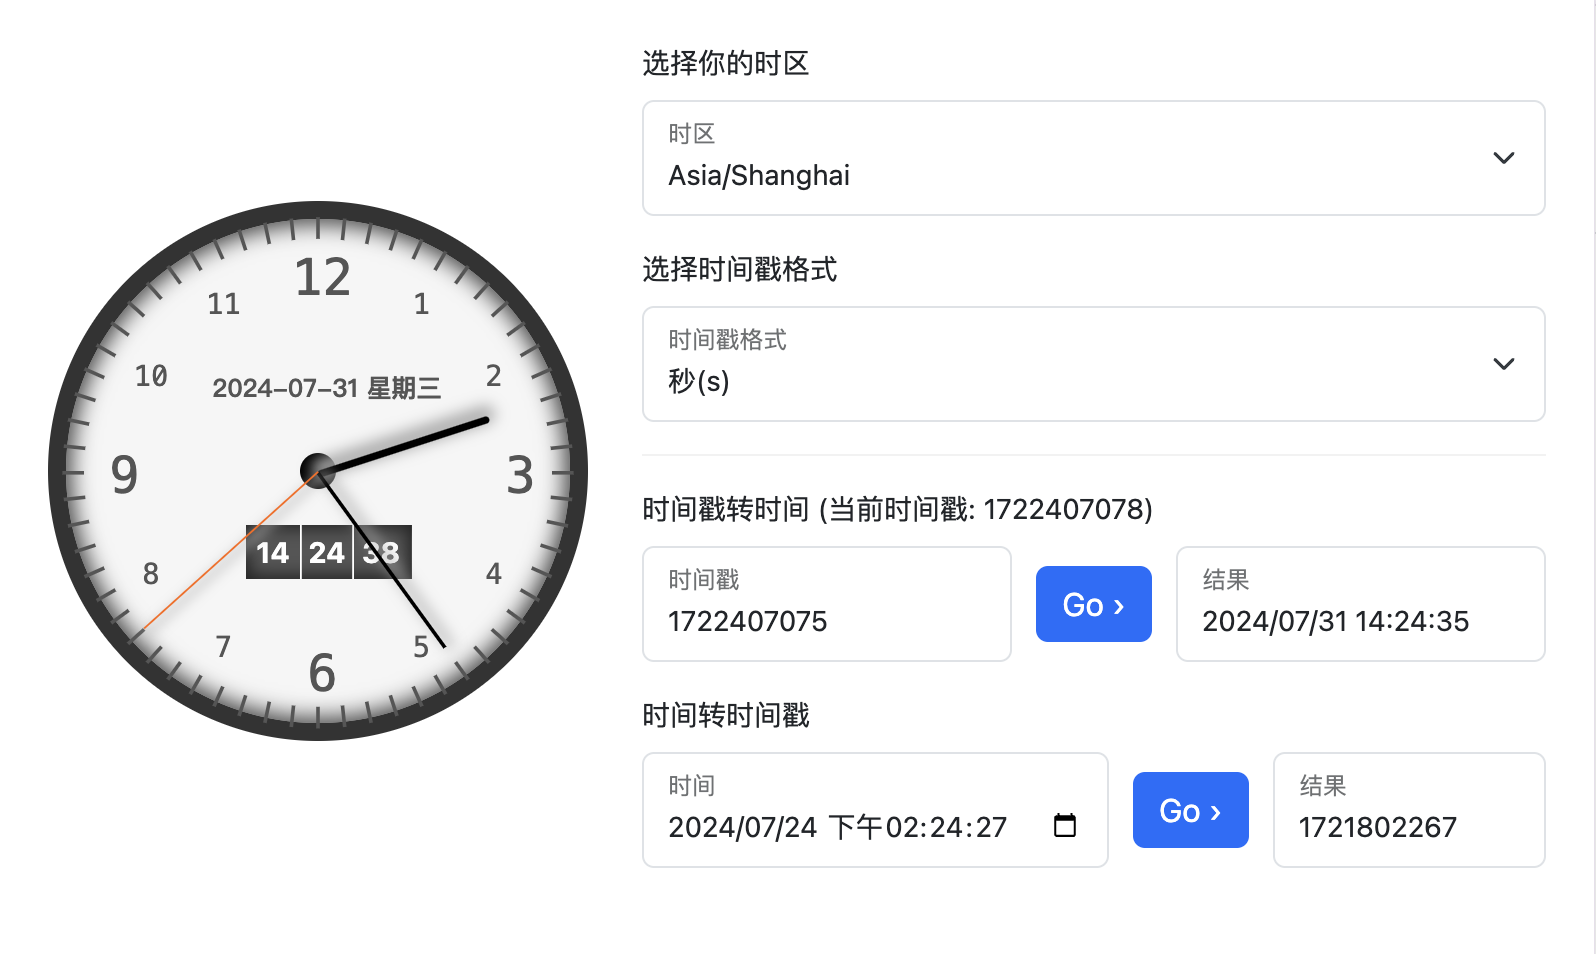 12
11
1
10
2
2024-07-31 星期三
9
3
14 24 38
8
4
7
5
6
选择你的时区
时区
Asia/Shanghai
选择时间戳格式
时间戳格式
秒(s)
时间戳转时间 (当前时间戳: 1722407078)
时间戳
1722407075
Go ›
结果
2024/07/31 14:24:35
时间转时间戳
时间
2024/07/24 下午02:24:27
Go ›
结果
1721802267